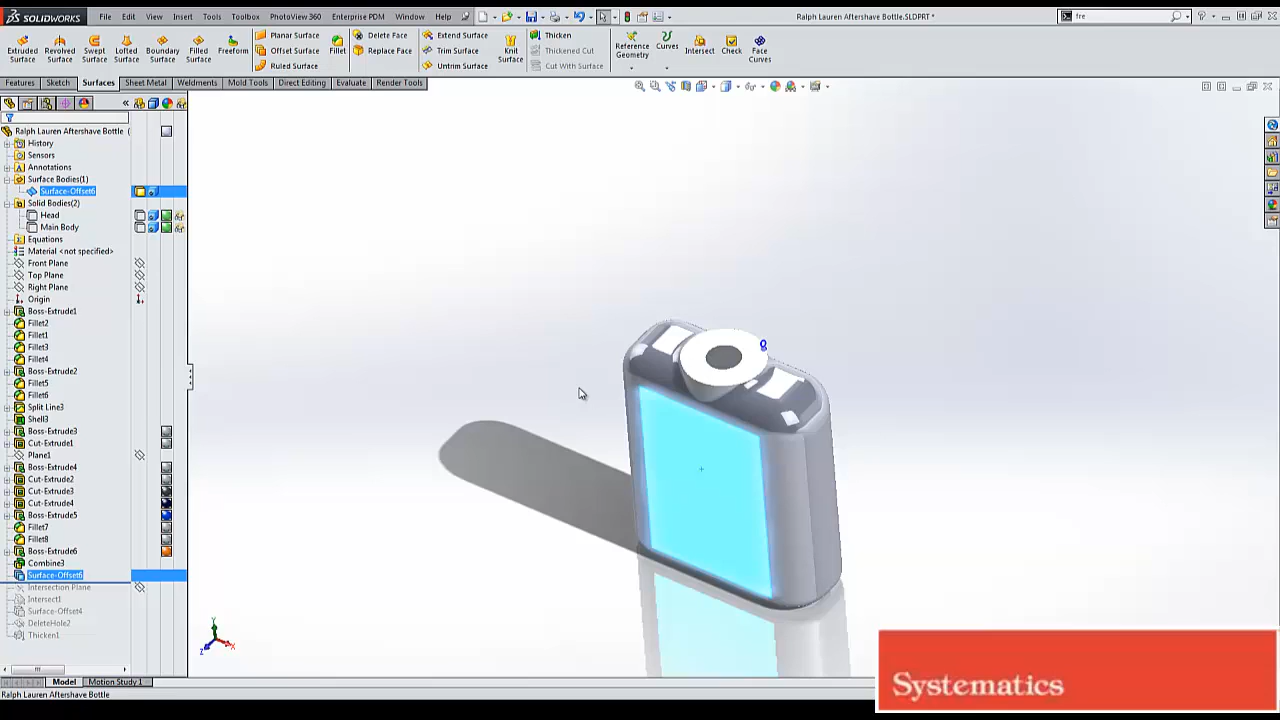 SOLIDWORKS File Edit View Insert Tools Toolbox PhotoView 360 Enterprise PDM Window Help Ralph Lauren Aftershave Bottle.SLDPRT * fre
Extruded Surface Revolved Surface Swept Surface Lofted Surface Boundary Surface Filled Surface Freeform Planar Surface Offset Surface Ruled Surface Fillet Delete Face Replace Face Extend Surface Trim Surface Untrim Surface Knit Surface Thicken Thickened Cut Cut With Surface Reference Geometry Curves Intersect Check Face Curves
Features Sketch Surfaces Sheet Metal Weldments Mold Tools Direct Editing Evaluate Render Tools
Ralph Lauren Aftershave Bottle (
History
Sensors
Annotations
Surface Bodies(1)
Surface-Offset6
Solid Bodies(2)
Head
Main Body
Equations
Material <not specified>
Front Plane
Top Plane
Right Plane
Origin
Boss-Extrude1
Fillet2
Fillet1
Fillet3
Fillet4
Boss-Extrude2
Fillet5
Fillet6
Split Line3
Shell3
Boss-Extrude3
Cut-Extrude1
Plane1
Boss-Extrude4
Cut-Extrude2
Cut-Extrude3
Cut-Extrude4
Boss-Extrude5
Fillet7
Fillet8
Boss-Extrude6
Combine3
Surface-Offset6
Intersection Plane
Intersect1
Surface-Offset4
DeleteHole2
Thicken1
Y
Z X
Model Motion Study 1
Ralph Lauren Aftershave Bottle
Systematics